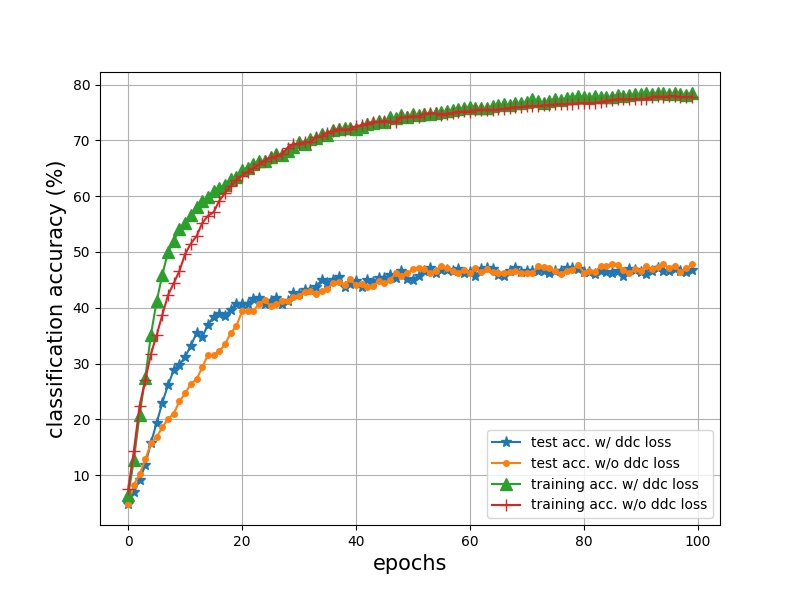 classification accuracy (%)
80
70
60
50
40
30
20
10
test acc. w/ ddc loss
test acc. w/o ddc loss
training acc. w/ ddc loss
training acc. w/o ddc loss
0 20 40 60 80 100
epochs